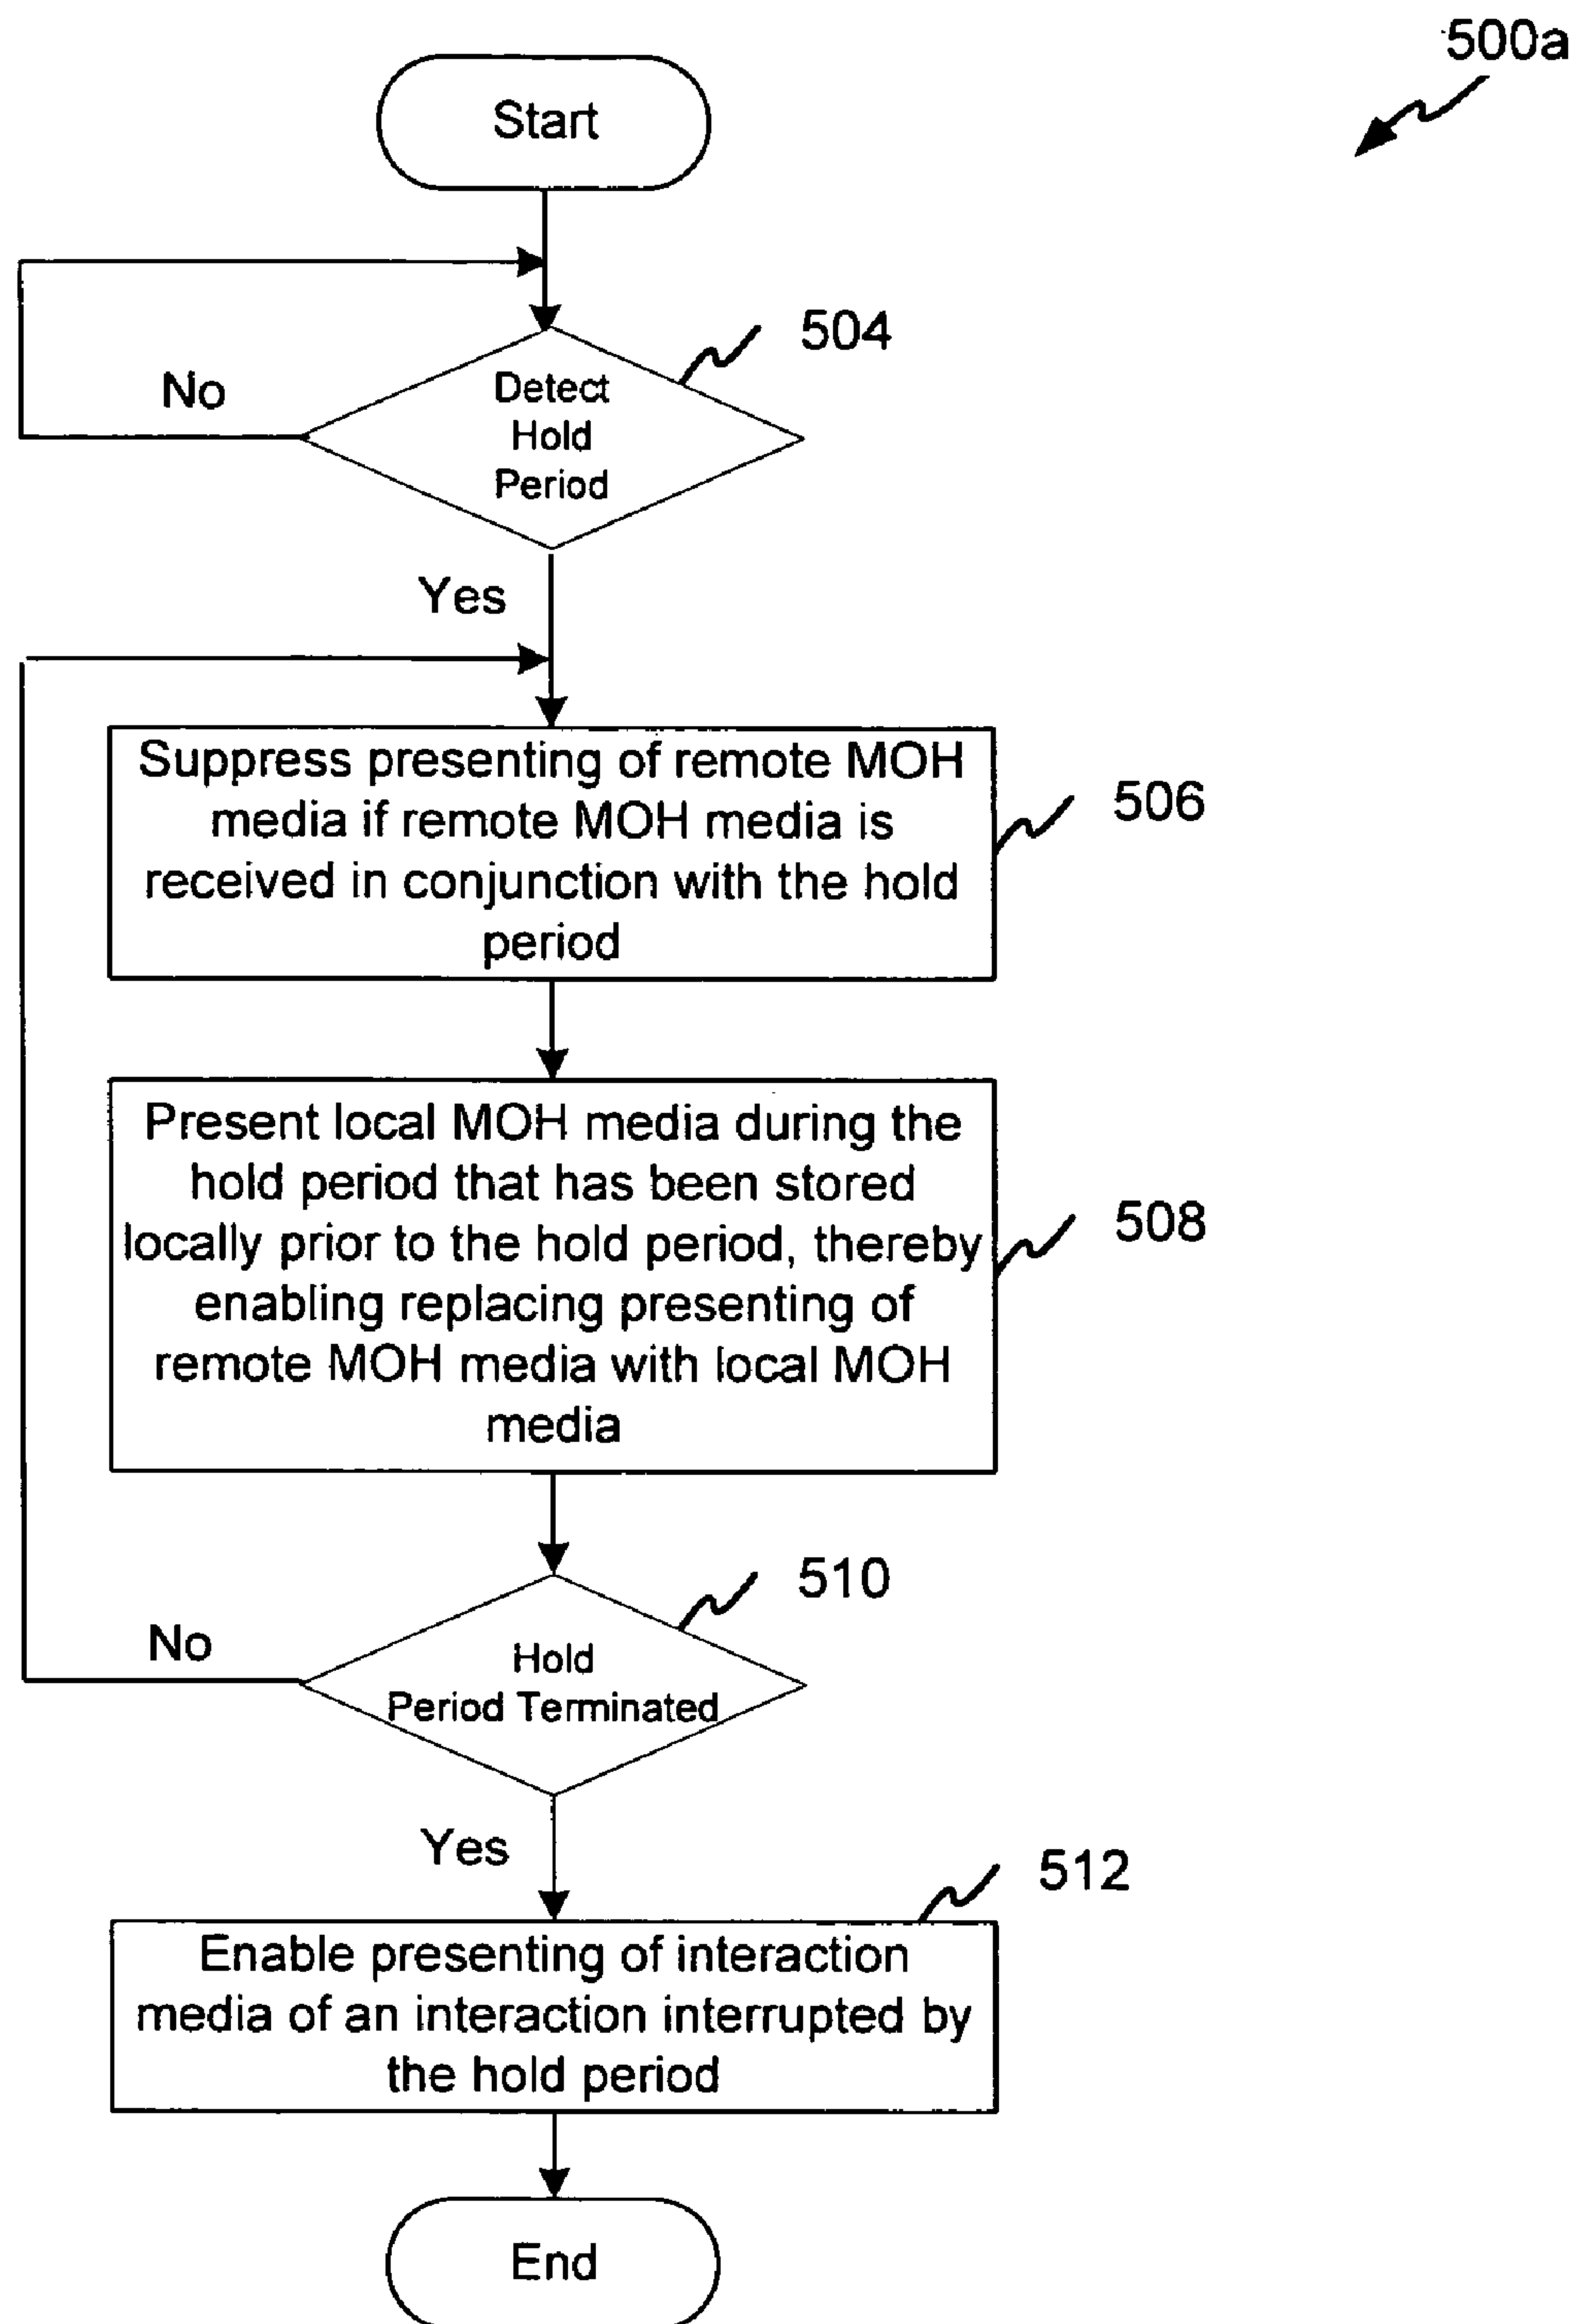 500a
Start
504
No
Detect
Hold
Period
Yes
Suppress presenting of remote MOH
media if remote MOH media is
received in conjunction with the hold
period
506
Present local MOH media during the
hold period that has been stored
locally prior to the hold period, thereby
enabling replacing presenting of
remote MOH media with local MOH
media
508
510
No
Hold
Period Terminated
Yes
512
Enable presenting of interaction
media of an interaction interrupted by
the hold period
End